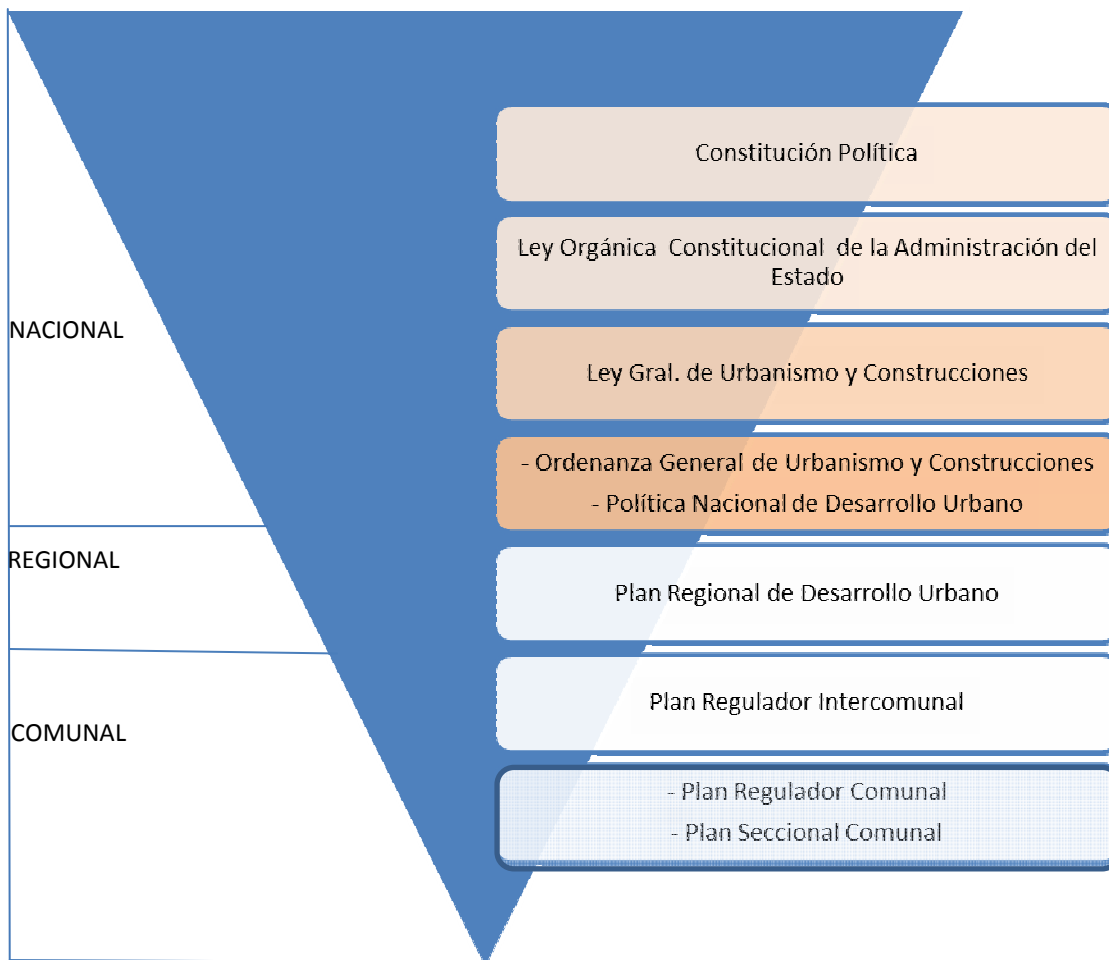 Constitución Política
Ley Orgánica Constitucional de la Administración del
Estado
NACIONAL
Ley Gral. de Urbanismo y Construcciones
- Ordenanza General de Urbanismo y Construcciones
- Política Nacional de Desarrollo Urbano
REGIONAL
Plan Regional de Desarrollo Urbano
Plan Regulador Intercomunal
COMUNAL
- Plan Regulador Comunal
- Plan Seccional Comunal